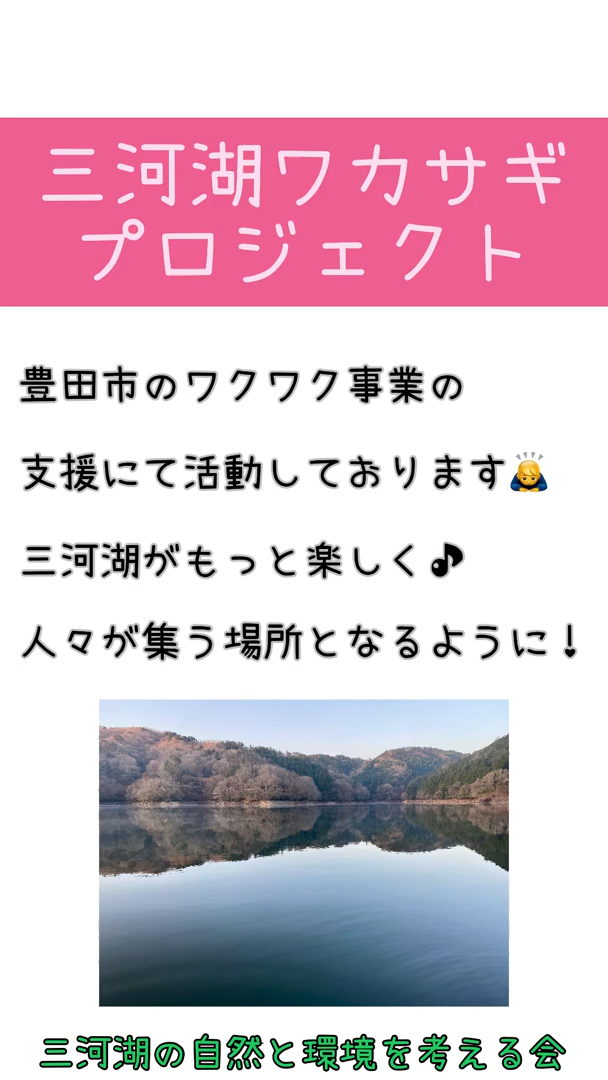 三河湖ワカサギ
プロジェクト
豊田市のワクワク事業の
支援にて活動しております🙇
三河湖がもっと楽しく♪
人々が集う場所となるように！
三河湖の自然と環境を考える会